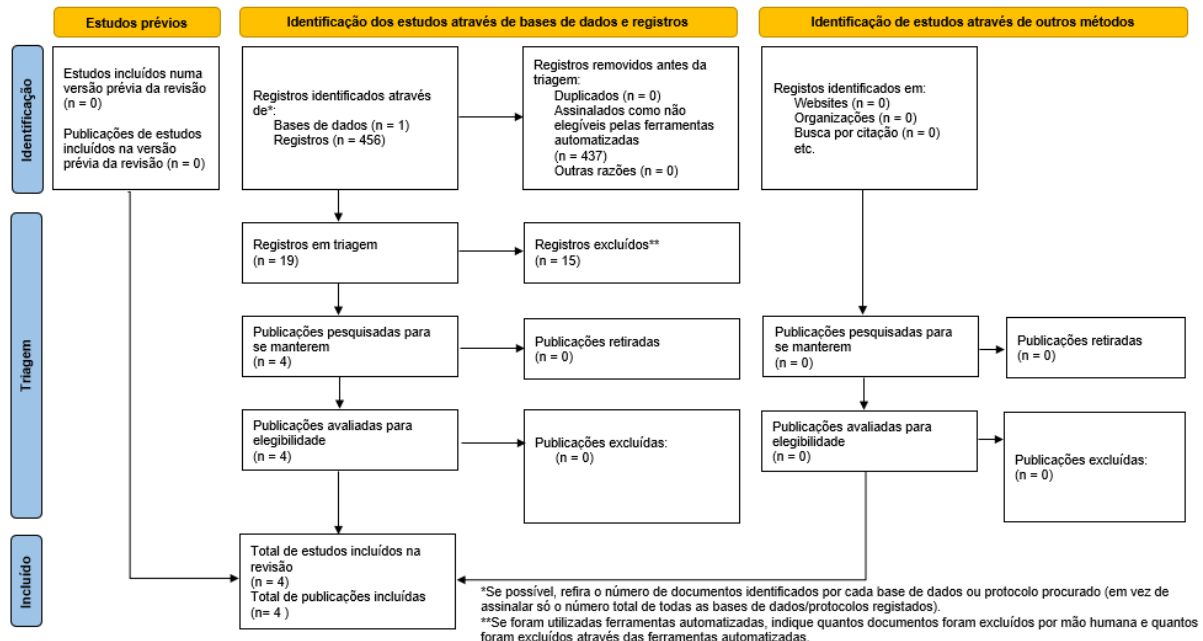 Estudos prévios
Identificação dos estudos através de bases de dados e registros
Identificação de estudos através de outros métodos
Identificação
Estudos incluídos numa
versão prévia da revisão
(n = 0)
Publicações de estudos
incluídos na versão
prévia da revisão (n = 0)
Registros identificados através
de*:
Bases de dados (n = 1)
Registros (n = 456)
Registros removidos antes da
triagem:
Duplicados (n = 0)
Assinalados como não
elegíveis pelas ferramentas
automatizadas
(n = 437)
Outras razões (n = 0)
Registos identificados em:
Websites (n = 0)
Organizações (n = 0)
Busca por citação (n = 0)
etc.
Triagem
Registros em triagem
(n = 19)
Registros excluídos**
(n = 15)
Publicações pesquisadas para
se manterem
(n = 4)
Publicações retiradas
(n = 0)
Publicações pesquisadas para
se manterem
(n = 0)
Publicações retiradas
(n = 0)
Publicações avaliadas para
elegibilidade
(n = 4)
Publicações excluídas:
(n = 0)
Publicações avaliadas para
elegibilidade
(n = 0)
Publicações excluídas:
(n = 0)
Incluído
Total de estudos incluídos na
revisão
(n = 4)
Total de publicações incluídas
(n= 4 )
*Se possível, refira o número de documentos identificados por cada base de dados ou protocolo procurado (em vez de
assinalar só o número total de todas as bases de dados/protocolos registados).
**Se foram utilizadas ferramentas automatizadas, indique quantos documentos foram excluídos por mão humana e quantos
foram excluídos através das ferramentas automatizadas.